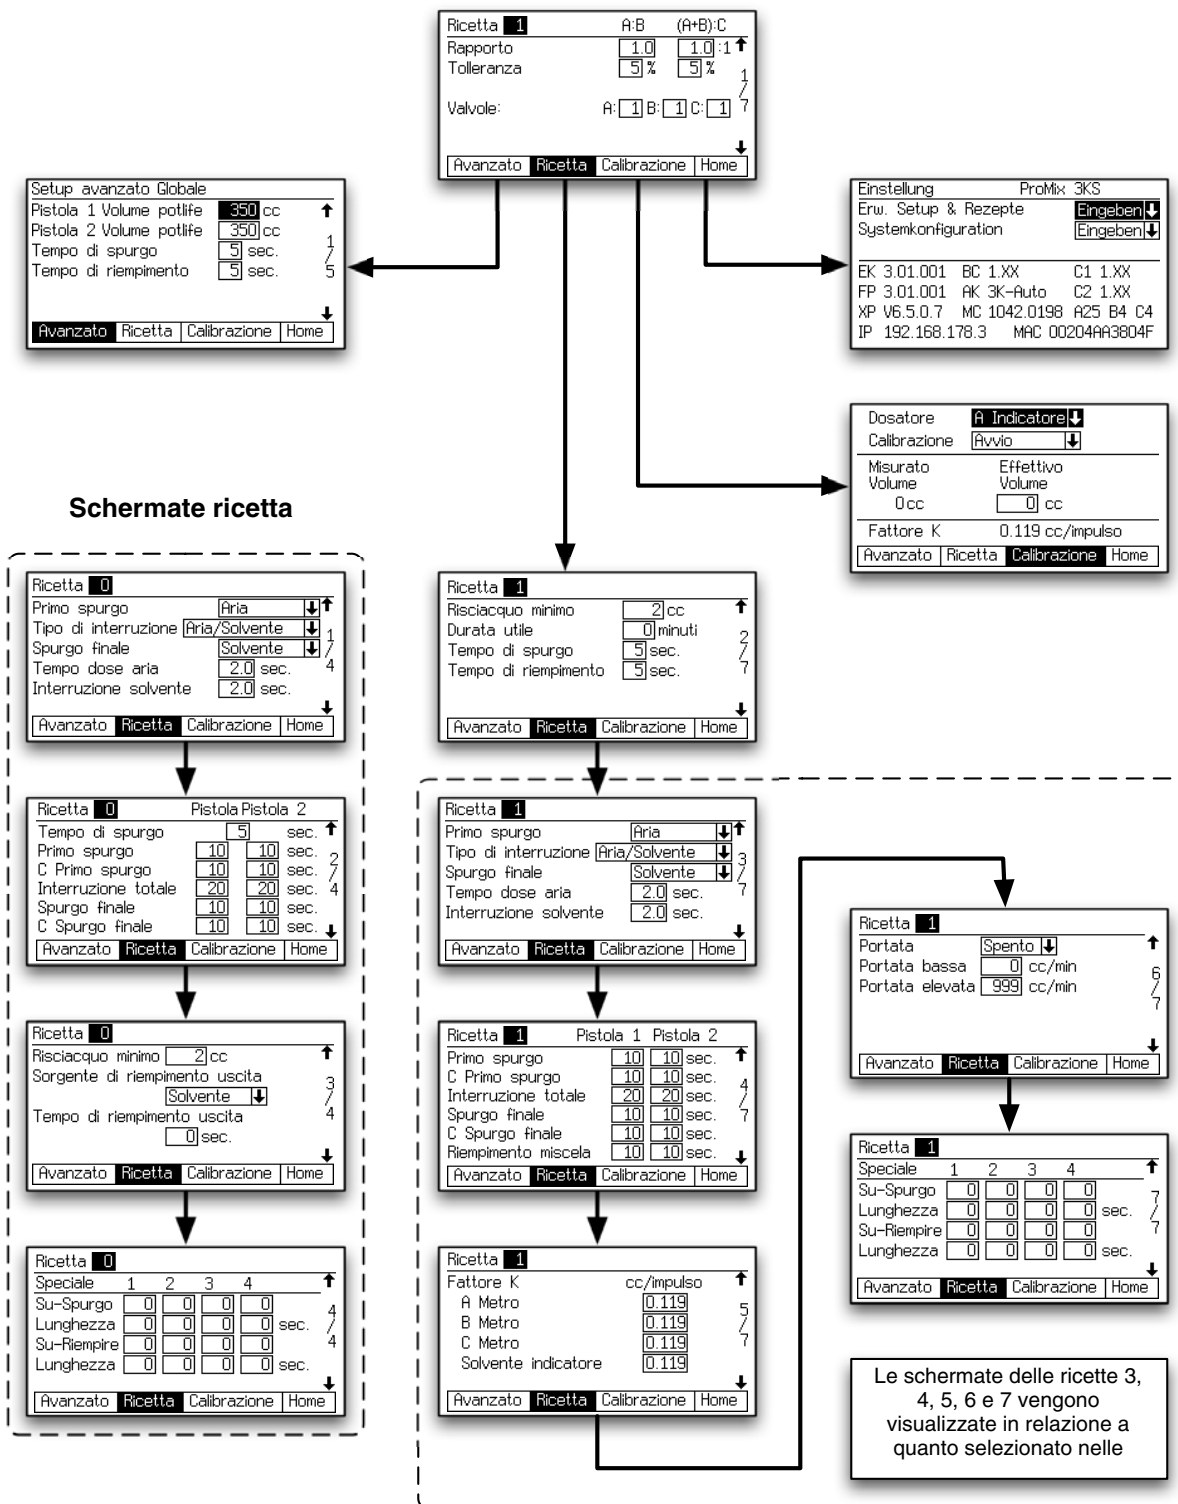 Ricetta 1 A:B (A+B):C
Rapporto 1.0 1.0 :1
Tolleranza 5 % 5 %
1
/
7
Valvole: A: 1 B: 1 C: 1
Avanzato Ricetta Calibrazione Home
Setup avanzato Globale
Pistola 1 Volume potlife 350 cc
Pistola 2 Volume potlife 350 cc
Tempo di spurgo 5 sec.
Tempo di riempimento 5 sec.
1
/
5
Avanzato Ricetta Calibrazione Home
Einstellung ProMix 3KS
Erw. Setup & Rezepte Eingeben
Systemkonfiguration Eingeben
EK 3.01.001 BC 1.XX C1 1.XX
FP 3.01.001 AK 3K-Auto C2 1.XX
XP V6.5.0.7 MC 1042.0198 A25 B4 C4
IP 192.168.178.3 MAC 00204AA3804F
Dosatore A Indicatore
Calibrazione Avvio
Misurato Effettivo
Volume Volume
0 cc 0 cc
Fattore K 0.119 cc/impulso
Avanzato Ricetta Calibrazione Home
Schermate ricetta
Ricetta 0
Primo spurgo Aria
Tipo di interruzione Aria/Solvente
Spurgo finale Solvente
Tempo dose aria 2.0 sec.
Interruzione solvente 2.0 sec.
1
/
4
Avanzato Ricetta Calibrazione Home
Ricetta 0 Pistola Pistola 2
Tempo di spurgo 5 sec.
Primo spurgo 10 10 sec.
C Primo spurgo 10 10 sec.
Interruzione totale 20 20 sec.
Spurgo finale 10 10 sec.
C Spurgo finale 10 10 sec.
2
/
4
Avanzato Ricetta Calibrazione Home
Ricetta 0
Risciacquo minimo 2 cc
Sorgente di riempimento uscita
Solvente
Tempo di riempimento uscita
0 sec.
3
/
4
Avanzato Ricetta Calibrazione Home
Ricetta 0
Speciale 1 2 3 4
Su-Spurgo 0 0 0 0
Lunghezza 0 0 0 0 sec.
Su-Riempire 0 0 0 0
Lunghezza 0 0 0 0 sec.
4
/
4
Avanzato Ricetta Calibrazione Home
Ricetta 1
Risciacquo minimo 2 cc
Durata utile 0 minuti
Tempo di spurgo 5 sec.
Tempo di riempimento 5 sec.
2
/
7
Avanzato Ricetta Calibrazione Home
Ricetta 1
Primo spurgo Aria
Tipo di interruzione Aria/Solvente
Spurgo finale Solvente
Tempo dose aria 2.0 sec.
Interruzione solvente 2.0 sec.
3
/
7
Avanzato Ricetta Calibrazione Home
Ricetta 1 Pistola 1 Pistola 2
Primo spurgo 10 10 sec.
C Primo spurgo 10 10 sec.
Interruzione totale 20 20 sec.
Spurgo finale 10 10 sec.
C Spurgo finale 10 10 sec.
Riempimento miscela 10 10 sec.
4
/
7
Avanzato Ricetta Calibrazione Home
Ricetta 1
Fattore K cc/impulso
A Metro 0.119
B Metro 0.119
C Metro 0.119
Solvente indicatore 0.119
5
/
7
Avanzato Ricetta Calibrazione Home
Ricetta 1
Portata Spento
Portata bassa 0 cc/min
Portata elevata 999 cc/min
6
/
7
Avanzato Ricetta Calibrazione Home
Ricetta 1
Speciale 1 2 3 4
Su-Spurgo 0 0 0 0
Lunghezza 0 0 0 0 sec.
Su-Riempire 0 0 0 0
Lunghezza 0 0 0 0 sec.
7
/
7
Avanzato Ricetta Calibrazione Home
Le schermate delle ricette 3,
4, 5, 6 e 7 vengono
visualizzate in relazione a
quanto selezionato nelle